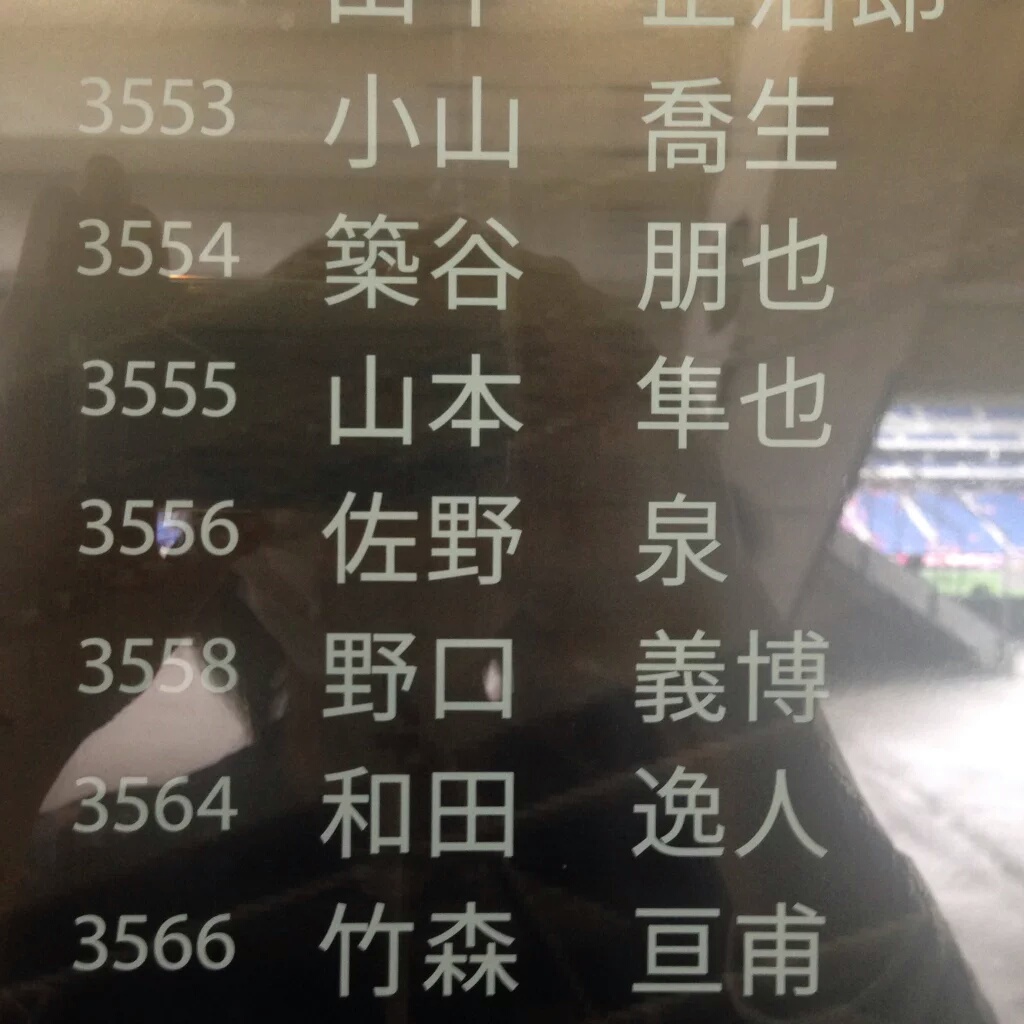 3553 小山 喬生
3554 築谷 朋也
3555 山本 隼也
3556 佐野 泉
3558 野口 義博
3564 和田 逸人
3566 竹森 亘甫